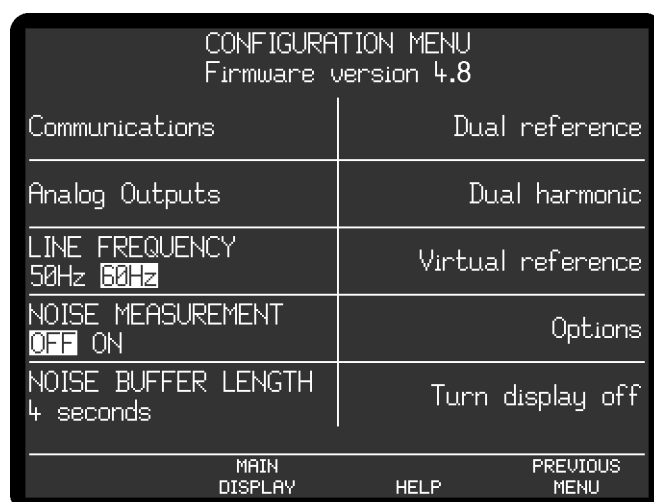 CONFIGURATION MENU
Firmware version 4.8
Communications
Dual reference
Analog Outputs
Dual harmonic
LINE FREQUENCY
50Hz 60Hz
Virtual reference
NOISE MEASUREMENT
OFF ON
Options
NOISE BUFFER LENGTH
4 seconds
Turn display off
MAIN
DISPLAY
HELP
PREVIOUS
MENU